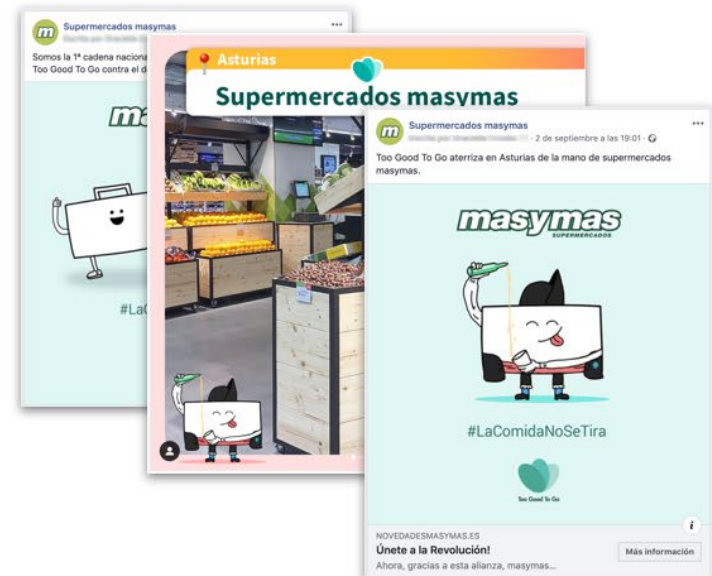 Supermercados masymas
Somos la 1ª cadena naciona
Too Good To Go contra el d
#LaC
Asturias
Supermercados masymas
Supermercados masymas
2 de septiembre a las 19:01
Too Good To Go aterriza en Asturias de la mano de supermercados
masymas.
masymas
SUPERMERCADOS
#LaComidaNoSeTira
Too Good To Go
NOVEDADESMASYMAS.ES
Únete a la Revolución!
Ahora, gracias a esta alianza, masymas...
Más información